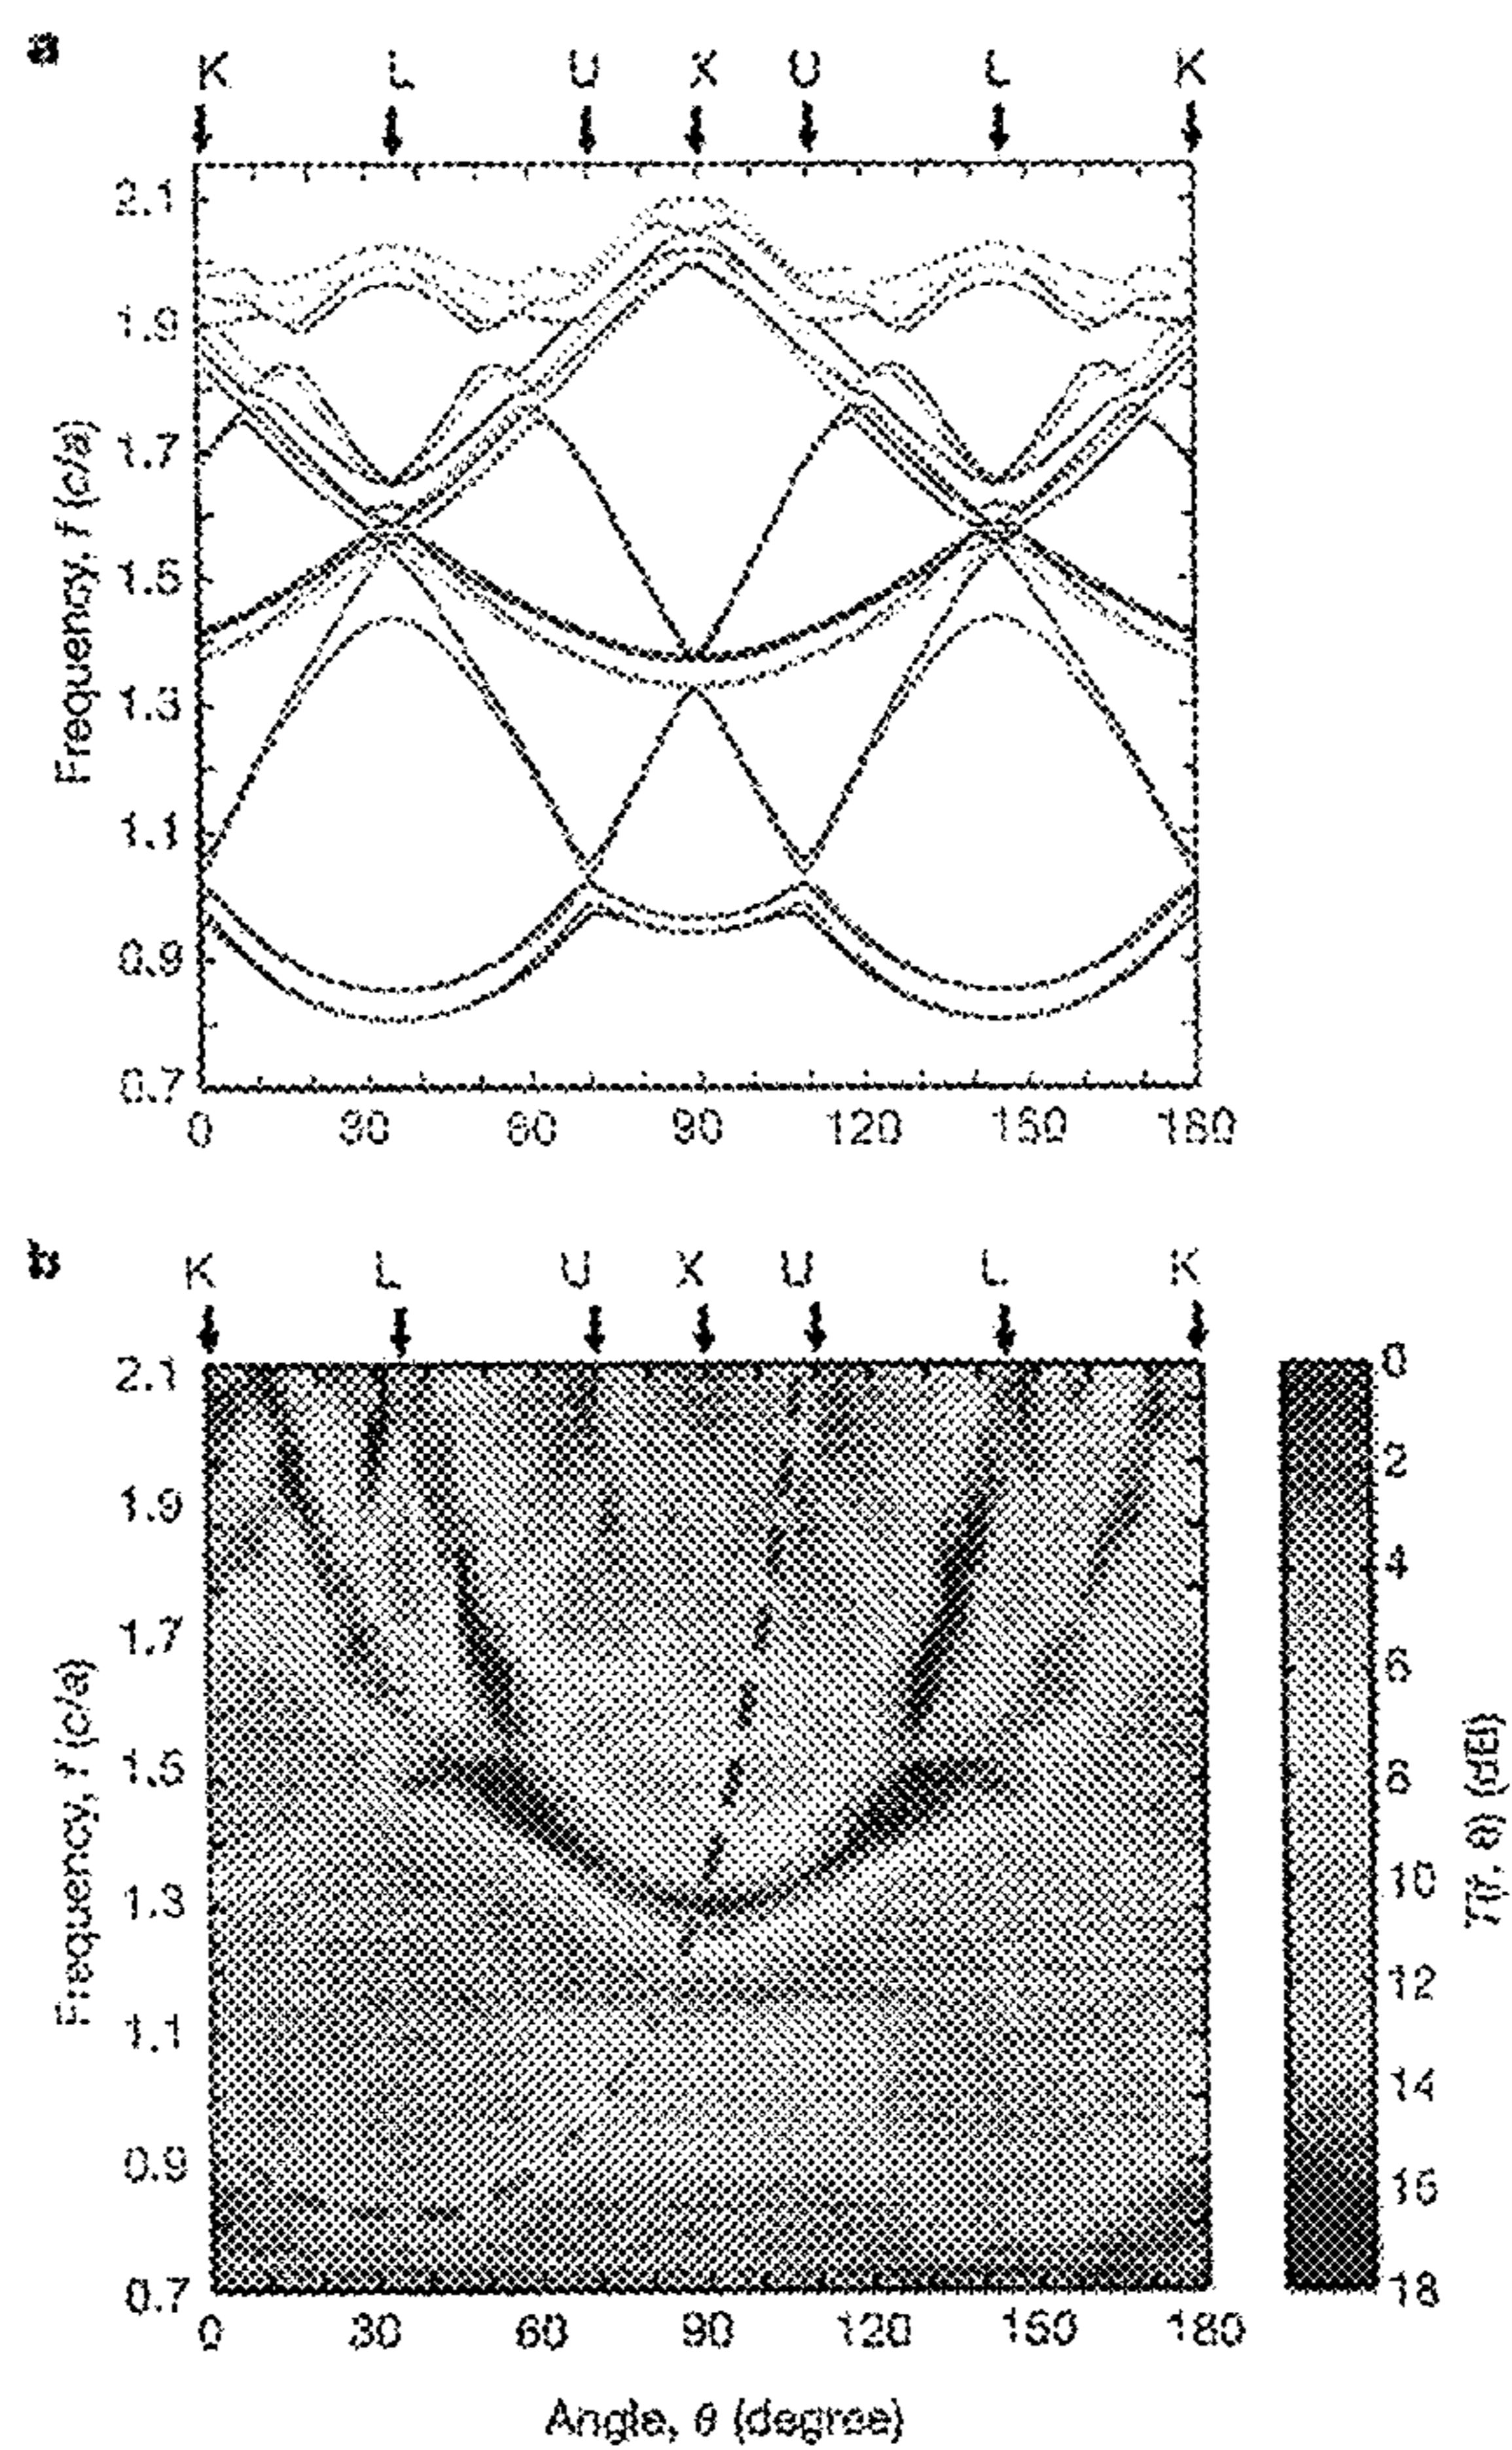 a
K L U X U L K
2.1
1.9
1.7
1.5
1.3
1.1
0.9
0.7
Frequency, f (c/a)
0 30 60 90 120 150 180
b
K L U X U L K
2.1
1.9
1.7
1.5
1.3
1.1
0.9
0.7
Frequency, f (c/a)
0 30 60 90 120 150 180
Angle, θ (degree)
0
2
4
6
8
10
12
14
16
18
T(f, θ) (dB)